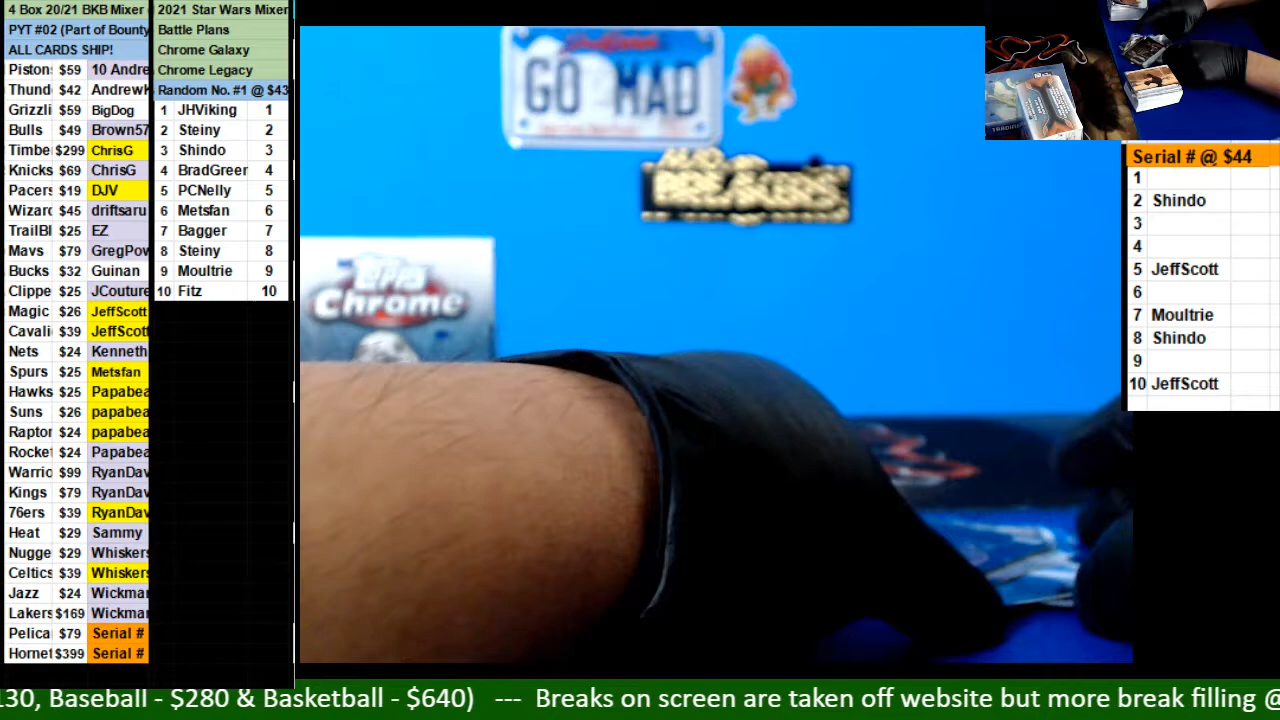 4 Box 20/21 BKB Mixer
PYT #02 (Part of Bounty
ALL CARDS SHIP!
Piston $59 10 Andre
Thund $42 AndrewK
Grizzli $59 BigDog
Bulls $49 Brown57
Timbe $299 ChrisG
Knicks $69 ChrisG
Pacers $19 DJV
Wizard $45 driftsaru
TrailBl $25 EZ
Mavs $79 GregPow
Bucks $32 Guinan
Clippe $25 JCouture
Magic $26 JeffScott
Cavali $39 JeffScott
Nets $24 Kenneth
Spurs $25 Metsfan
Hawks $25 Papabea
Suns $26 papabea
Raptor $24 papabea
Rocket $24 Papabea
Warrio $99 RyanDav
Kings $79 RyanDav
76ers $39 RyanDav
Heat $29 Sammy
Nugge $29 Whiskers
Celtics $39 Whiskers
Jazz $24 Wickmar
Lakers $169 Wickmar
Pelica $79 Serial #
Hornet $399 Serial #
2021 Star Wars Mixer
Battle Plans
Chrome Galaxy
Chrome Legacy
Random No. #1 @ $43
1 JHViking 1
2 Steiny 2
3 Shindo 3
4 BradGreer 4
5 PCNelly 5
6 Metsfan 6
7 Bagger 7
8 Steiny 8
9 Moultrie 9
10 Fitz 10
GO MAD
MAD
BREAKERS
Topps
Chrome
Serial # @ $44
1
2 Shindo
3
4
5 JeffScott
6
7 Moultrie
8 Shindo
9
10 JeffScott
130, Baseball - $280 & Basketball - $640) --- Breaks on screen are taken off website but more break filling @